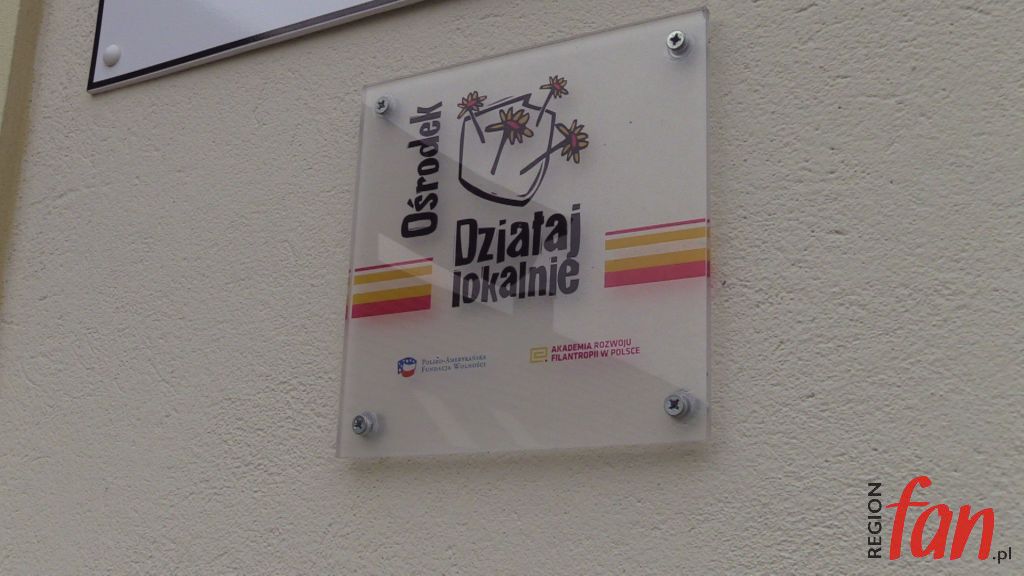 Ośrodek
Działaj
lokalnie
Polsko-Amerykańska
Fundacja Wolności
AKADEMIA ROZWOJU
FILANTROPII W POLSCE
REGION
fan.pl